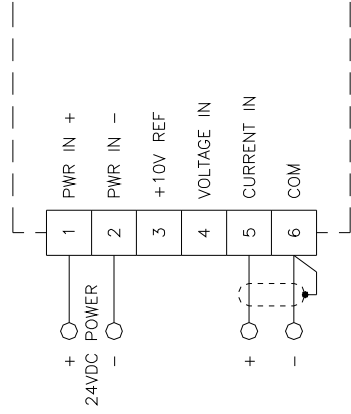 PWR IN +
PWR IN -
+10V REF
VOLTAGE IN
CURRENT IN
COM
1
2
3
4
5
6
+
24VDC POWER
-
+
-